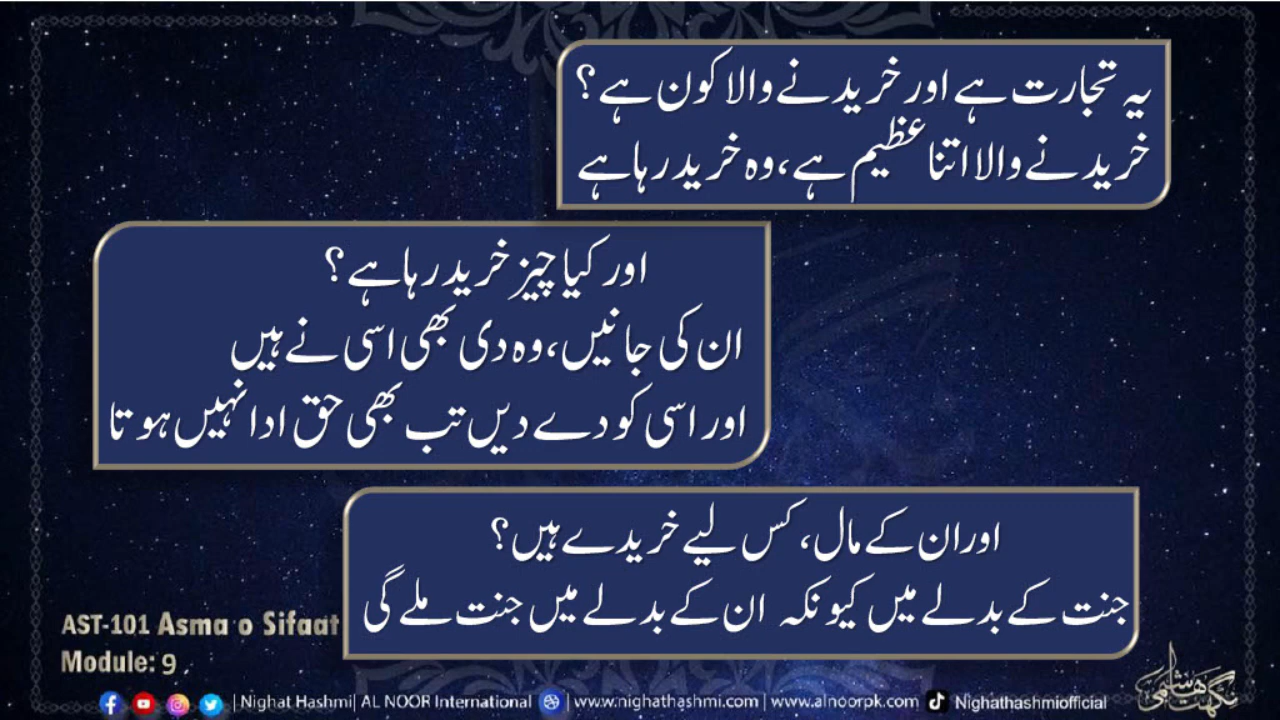 یہ تجارت ہے اور خریدنے والا کون ہے؟
خریدنے والا اتنا عظیم ہے، وہ خرید رہا ہے
اور کیا چیز خرید رہا ہے؟
ان کی جانیں، وہ دی بھی اسی نے ہیں
اور اسی کو دے دیں تب بھی حق ادا نہیں ہوتا
اور ان کے مال، کس لیے خریدے ہیں؟
جنت کے بدلے میں کیونکہ ان کے بدلے میں جنت ملے گی
AST-101 Asma o Sifaat
Module: 9
| Nighat Hashmi| AL NOOR International | www.nighathashmi.com | www.alnoorpk.com Nighathashmiofficial
نگہت ہاشمی